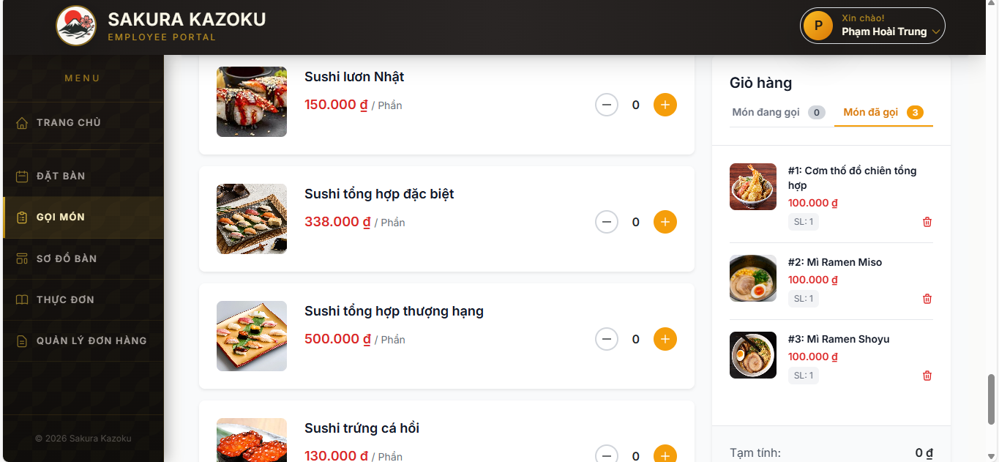 SAKURA KAZOKU
EMPLOYEE PORTAL
P
Xin chào!
Phạm Hoài Trung
MENU
TRANG CHỦ
ĐẶT BÀN
GỌI MÓN
SƠ ĐỒ BÀN
THỰC ĐƠN
QUẢN LÝ ĐƠN HÀNG
© 2026 Sakura Kazoku
Sushi lươn Nhật
150.000 ₫ / Phần
0
Sushi tổng hợp đặc biệt
338.000 ₫ / Phần
0
Sushi tổng hợp thượng hạng
500.000 ₫ / Phần
0
Sushi trứng cá hồi
130.000 ₫ / Phần
0
Giỏ hàng
Món đang gọi 0 Món đã gọi 3
#1: Cơm thố đồ chiên tổng
hợp
100.000 ₫
SL: 1
#2: Mì Ramen Miso
100.000 ₫
SL: 1
#3: Mì Ramen Shoyu
100.000 ₫
SL: 1
Tạm tính: 0 ₫